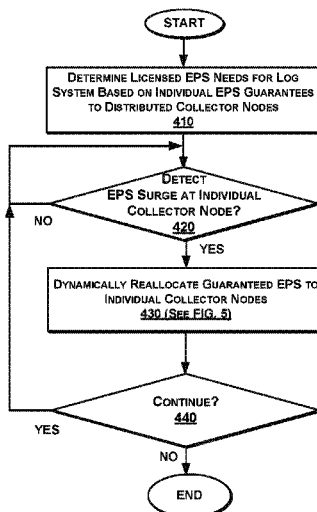 START
DETERMINE LICENSED EPS NEEDS FOR LOG
SYSTEM BASED ON INDIVIDUAL EPS GUARANTEES
TO DISTRIBUTED COLLECTOR NODES
410
DETECT
EPS SURGE AT INDIVIDUAL
COLLECTOR NODE?
420
NO
YES
DYNAMICALLY REALLOCATE GUARANTEED EPS TO
INDIVIDUAL COLLECTOR NODES
430 (SEE FIG. 5)
CONTINUE?
440
YES
NO
END